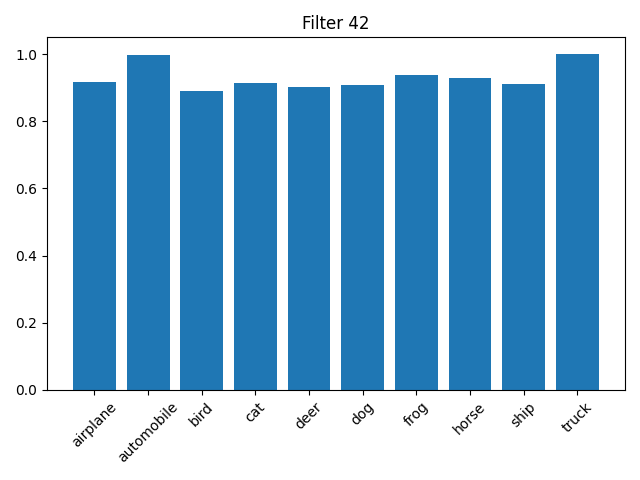 Filter 42
1.0
0.8
0.6
0.4
0.2
0.0
airplane
automobile
bird
cat
deer
dog
frog
horse
ship
truck